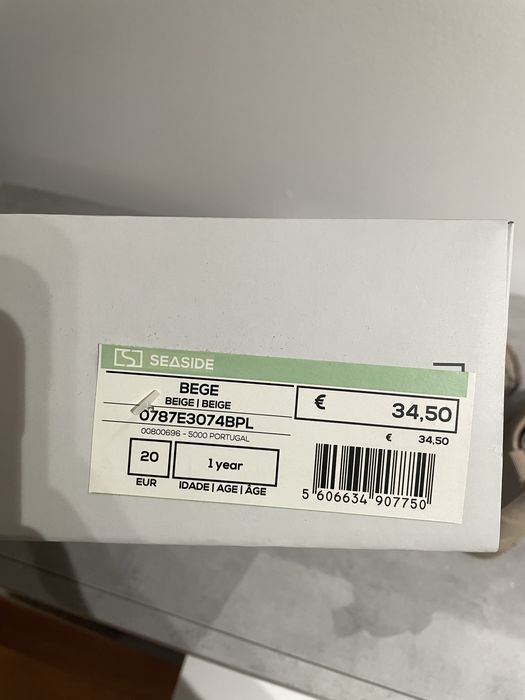 SEASIDE
BEGE
BEIGE | BEIGE
0787E3074BPL
00800696 - 5000 PORTUGAL
€ 34,50
€ 34,50
20
EUR
1 year
IDADE | AGE | ÂGE
5 606634 907750